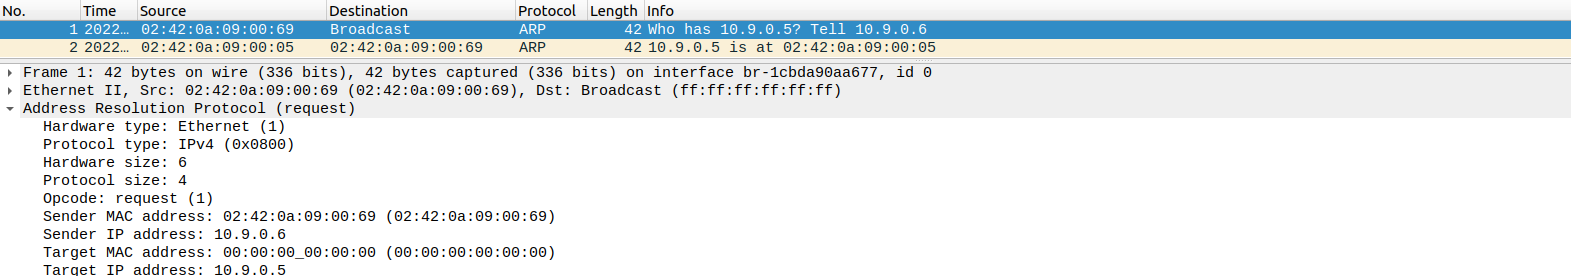 No. Time Source Destination Protocol Length Info
1 2022… 02:42:0a:09:00:69 Broadcast ARP 42 Who has 10.9.0.5? Tell 10.9.0.6
2 2022… 02:42:0a:09:00:05 02:42:0a:09:00:69 ARP 42 10.9.0.5 is at 02:42:0a:09:00:05
Frame 1: 42 bytes on wire (336 bits), 42 bytes captured (336 bits) on interface br-1cbda90aa677, id 0
Ethernet II, Src: 02:42:0a:09:00:69 (02:42:0a:09:00:69), Dst: Broadcast (ff:ff:ff:ff:ff:ff)
Address Resolution Protocol (request)
Hardware type: Ethernet (1)
Protocol type: IPv4 (0x0800)
Hardware size: 6
Protocol size: 4
Opcode: request (1)
Sender MAC address: 02:42:0a:09:00:69 (02:42:0a:09:00:69)
Sender IP address: 10.9.0.6
Target MAC address: 00:00:00_00:00:00 (00:00:00:00:00:00)
Target IP address: 10.9.0.5